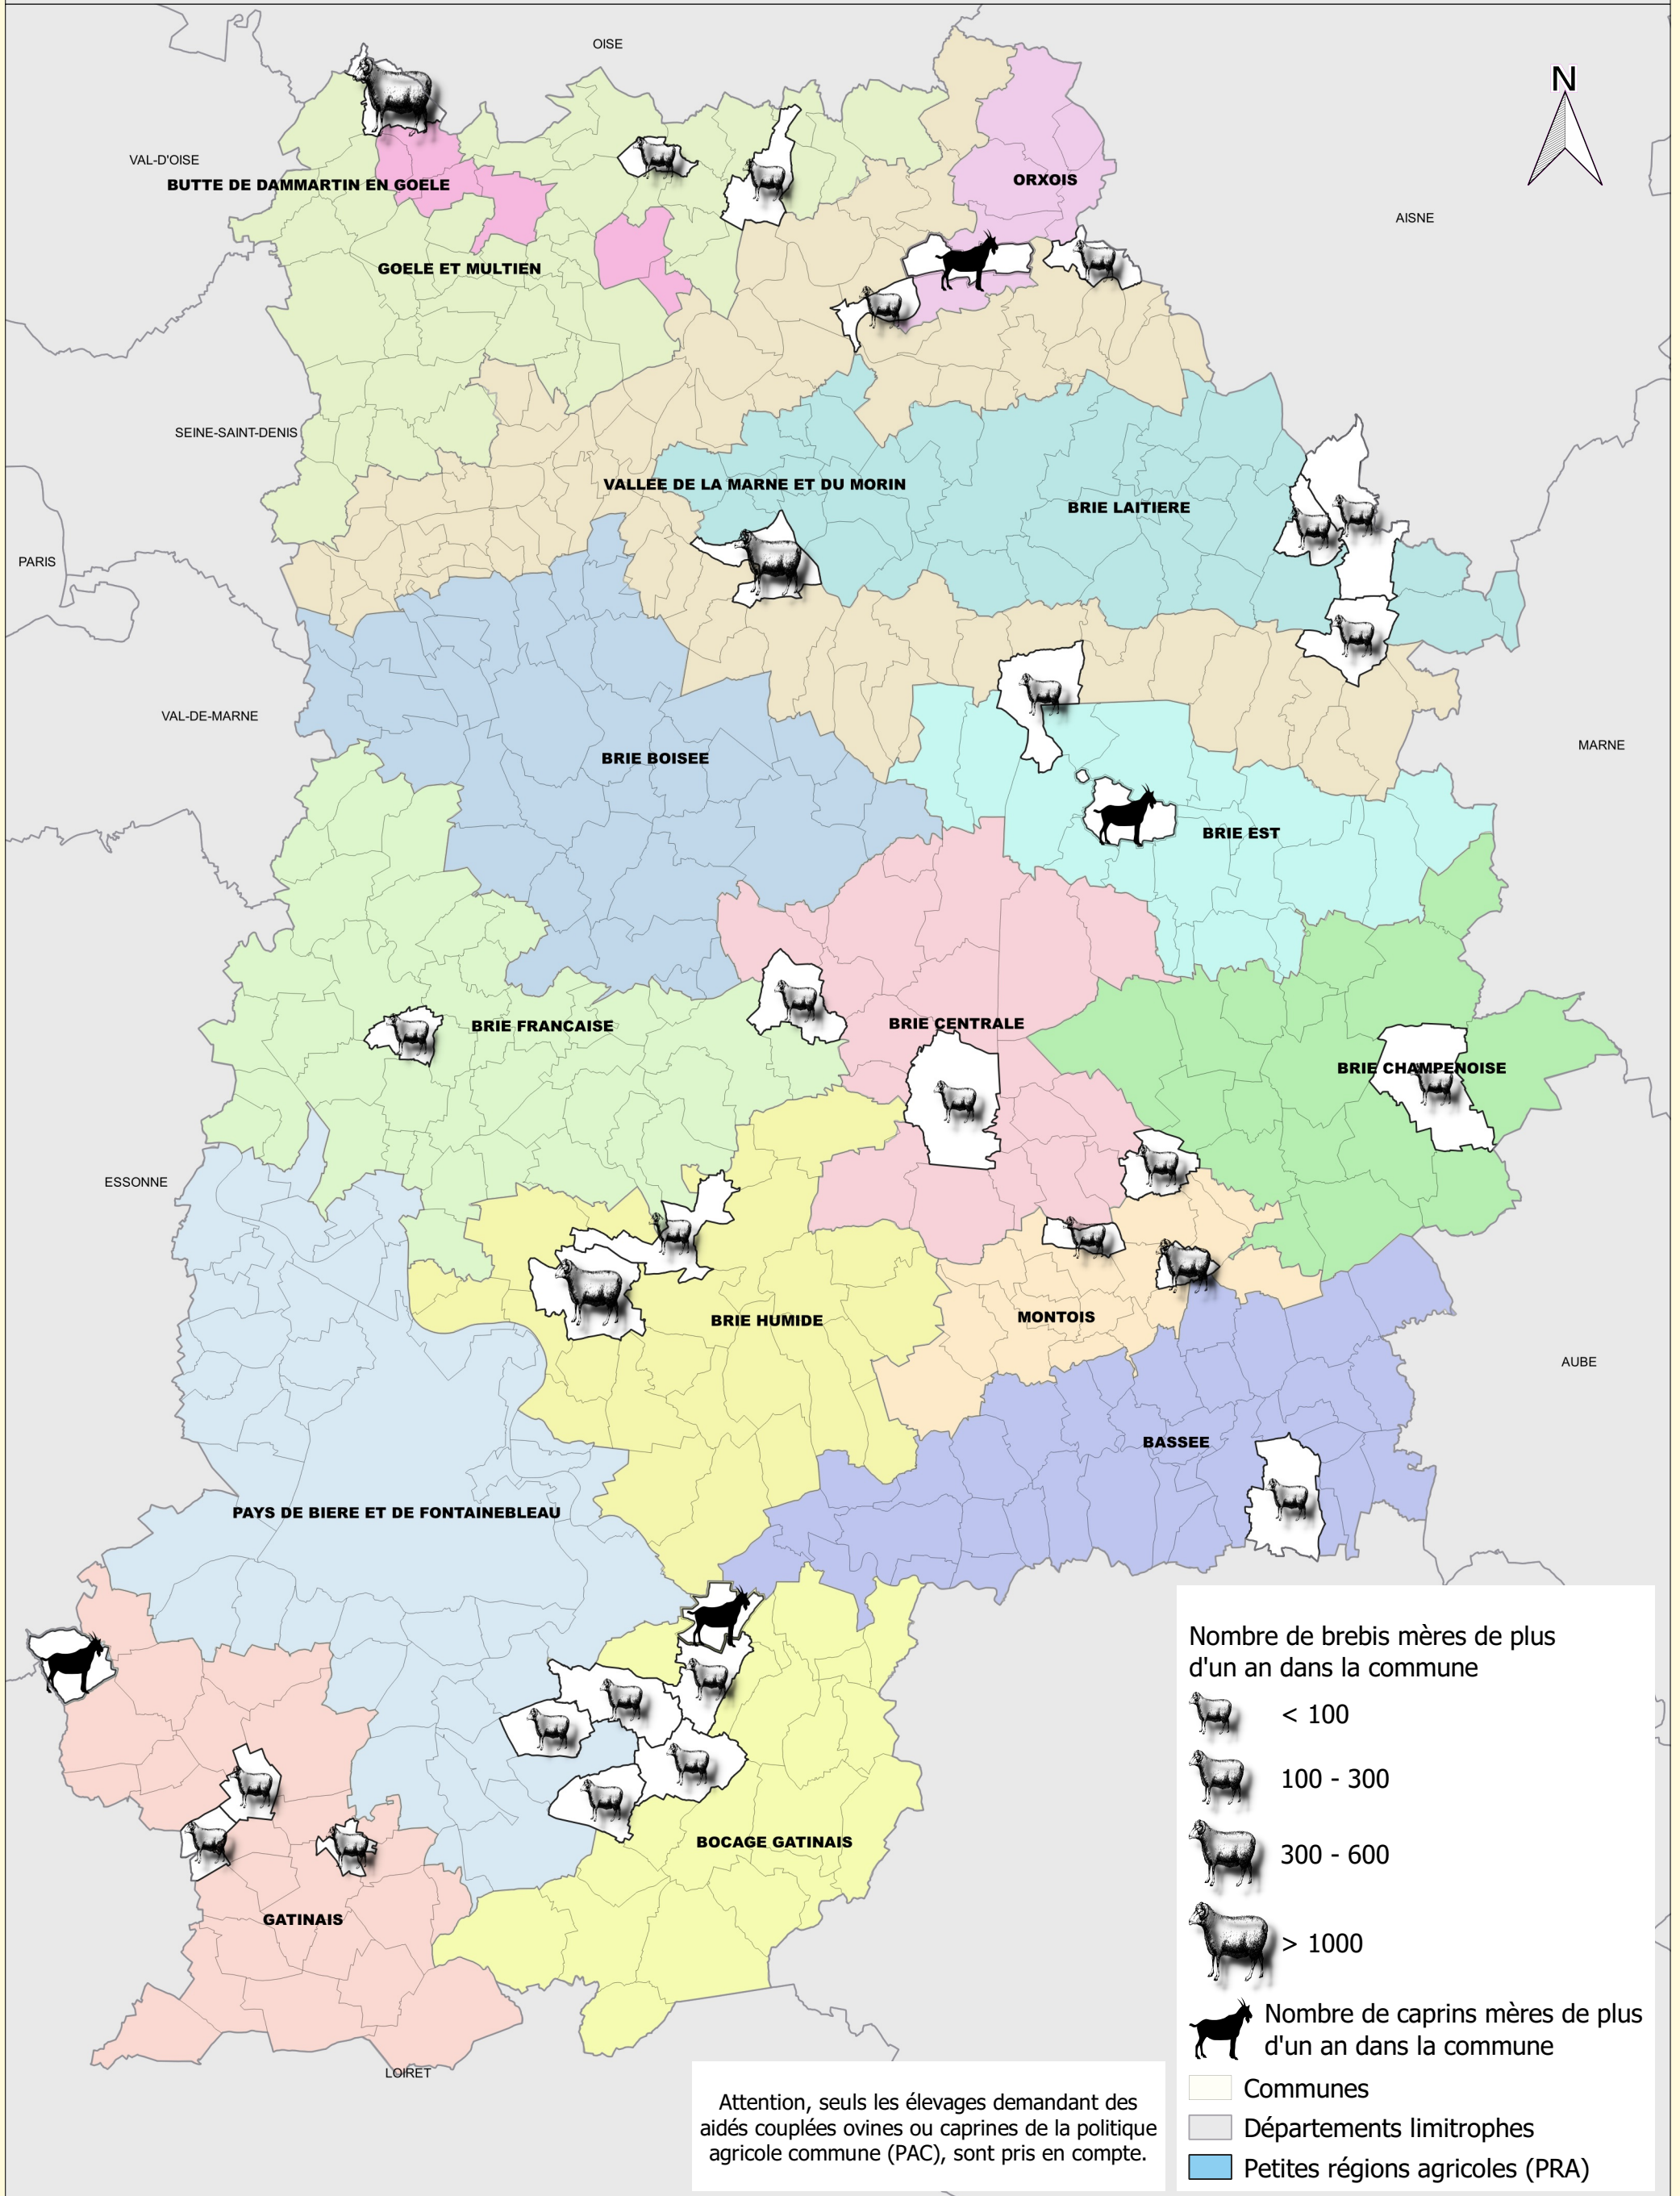 OISE
N
VAL-D'OISE
BUTTE DE DAMMARTIN EN GOELE
ORXOIS
AISNE
GOELE ET MULTIEN
SEINE-SAINT-DENIS
VALLEE DE LA MARNE ET DU MORIN
BRIE LAITIERE
PARIS
VAL-DE-MARNE
MARNE
BRIE BOISEE
BRIE EST
BRIE FRANCAISE
BRIE CENTRALE
BRIE CHAMPENOISE
ESSONNE
BRIE HUMIDE
MONTOIS
AUBE
BASSEE
PAYS DE BIERE ET DE FONTAINEBLEAU
BOCAGE GATINAIS
GATINAIS
LOIRET
Nombre de brebis mères de plus
d'un an dans la commune
< 100
100 - 300
300 - 600
> 1000
Nombre de caprins mères de plus
d'un an dans la commune
Communes
Départements limitrophes
Petites régions agricoles (PRA)
Attention, seuls les élevages demandant des
aidés couplées ovines ou caprines de la politique
agricole commune (PAC), sont pris en compte.